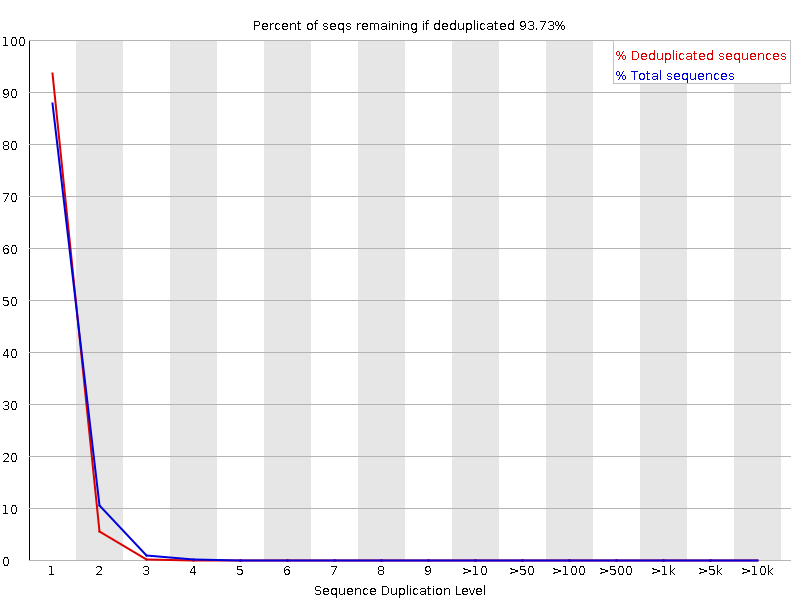 Percent of seqs remaining if deduplicated 93.73%
% Deduplicated sequences
% Total sequences
100
90
80
70
60
50
40
30
20
10
0
1 2 3 4 5 6 7 8 9 >10 >50 >100 >500 >1k >5k >10k
Sequence Duplication Level